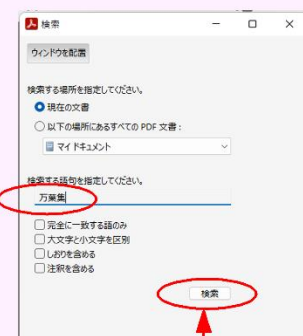 検索
ウィンドウを配置
検索する場所を指定してください。
現在の文書
以下の場所にあるすべての PDF 文書 :
マイ ドキュメント
検索する語句を指定してください。
万葉集
完全に一致する語のみ
大文字と小文字を区別
しおりを含める
注釈を含める
検索